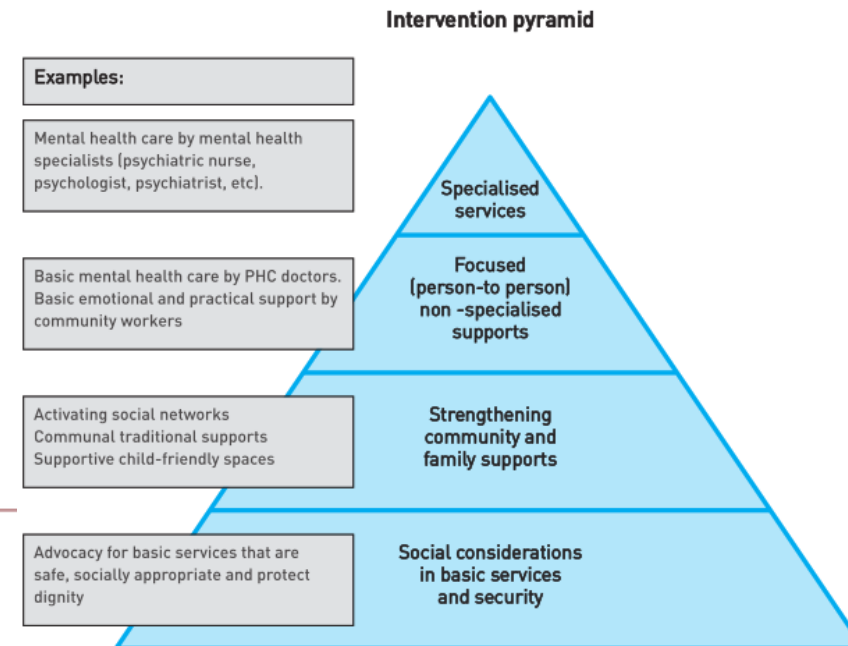 Intervention pyramid
Examples:
Mental health care by mental health
specialists (psychiatric nurse,
psychologist, psychiatrist, etc).
Specialised
services
Basic mental health care by PHC doctors.
Basic emotional and practical support by
community workers
Focused
(person-to person)
non -specialised
supports
Activating social networks
Communal traditional supports
Supportive child-friendly spaces
Strengthening
community and
family supports
Advocacy for basic services that are
safe, socially appropriate and protect
dignity
Social considerations
in basic services
and security